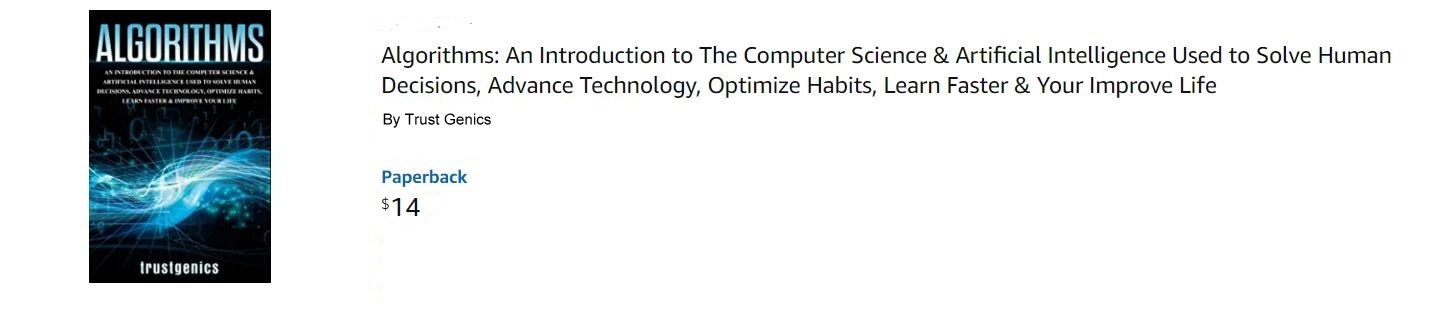 ALGORITHMS
AN INTRODUCTION TO THE COMPUTER SCIENCE &
ARTIFICIAL INTELLIGENCE USED TO SOLVE HUMAN
DECISIONS, ADVANCE TECHNOLOGY, OPTIMIZE HABITS,
LEARN FASTER & IMPROVE YOUR LIFE
trustgenics
Algorithms: An Introduction to The Computer Science & Artificial Intelligence Used to Solve Human
Decisions, Advance Technology, Optimize Habits, Learn Faster & Your Improve Life
By Trust Genics
Paperback
$14